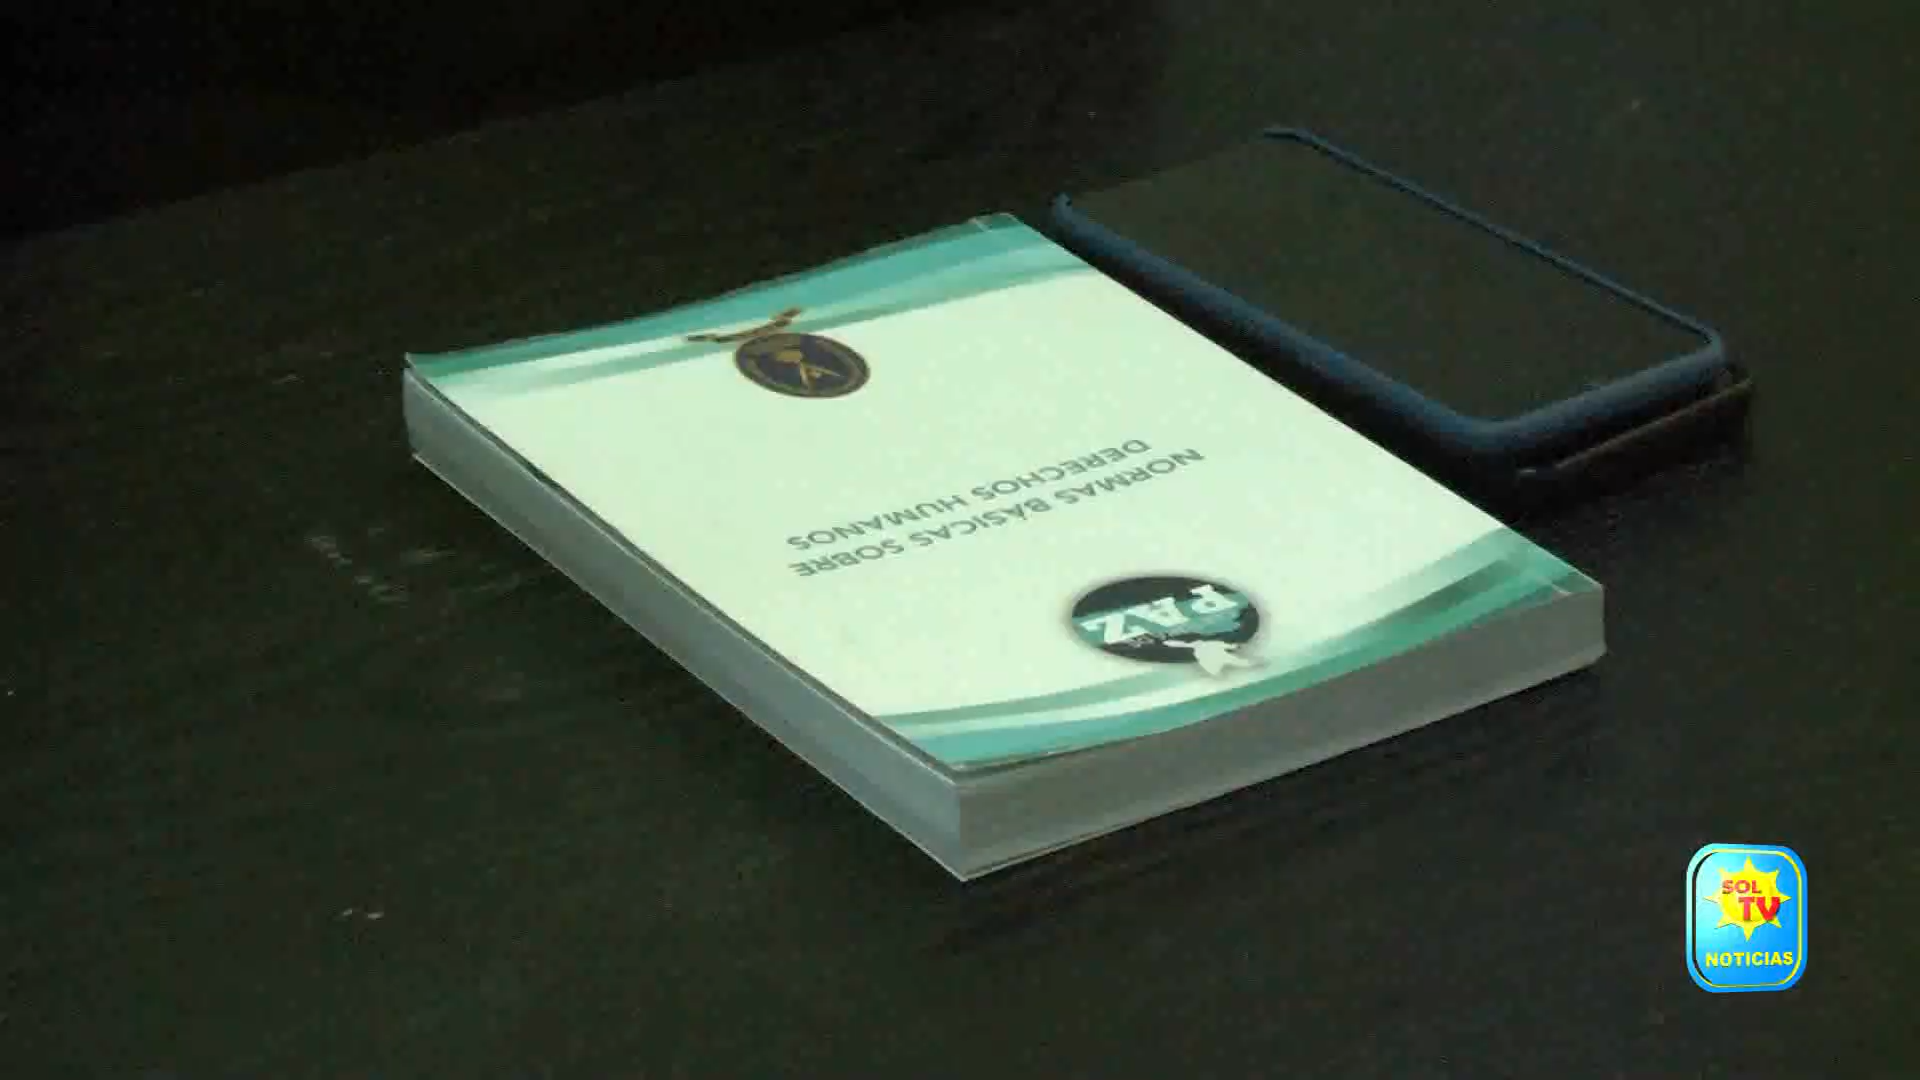 NORMAS BÁSICAS SOBRE
DERECHOS HUMANOS
PAZ
SOL
TV
NOTICIAS